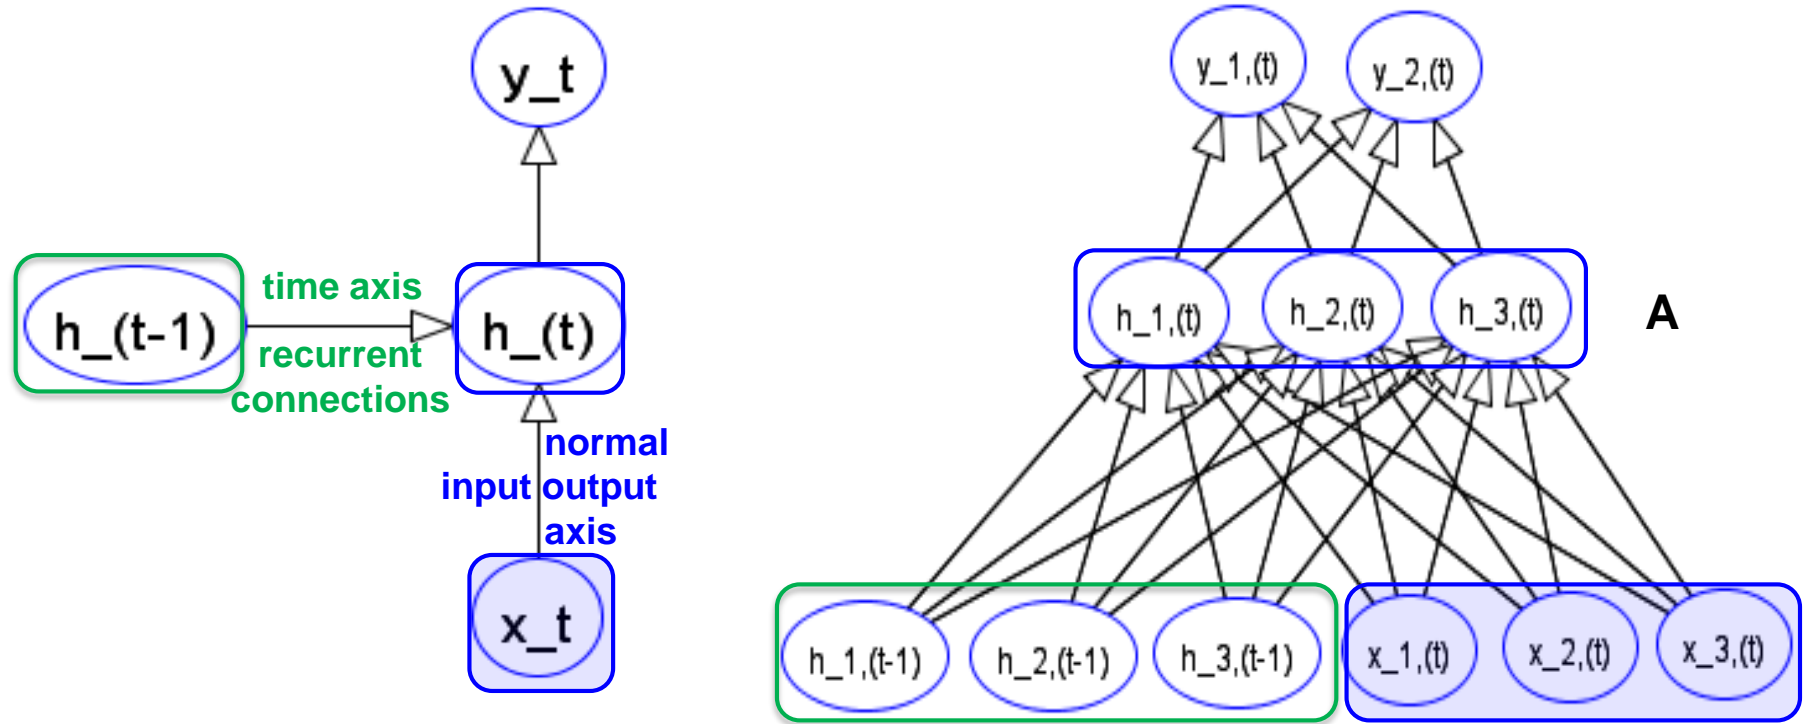 y_t
h_(t-1)
time axis
recurrent
connections
h_(t)
normal
input output
axis
x_t
y_1,(t)
y_2,(t)
h_1,(t)
h_2,(t)
h_3,(t)
A
h_1,(t-1)
h_2,(t-1)
h_3,(t-1)
x_1,(t)
x_2,(t)
x_3,(t)